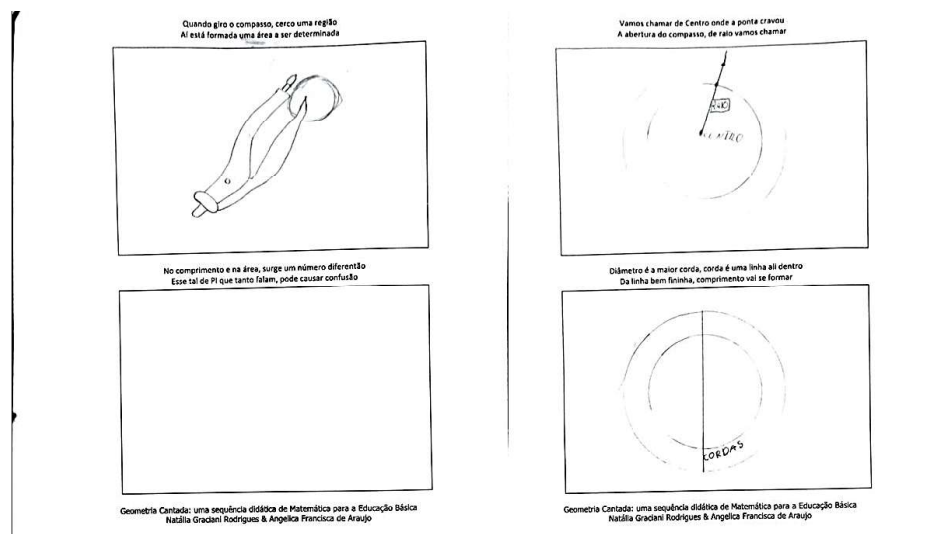 Quando giro o compasso, cerco uma região
Aí está formada uma área a ser determinada
No comprimento e na área, surge um número diferentão
Esse tal de PI que tanto falam, pode causar confusão
Geometria Cantada: uma sequência didática de Matemática para a Educação Básica
Natália Graciani Rodrigues & Angelica Francisca de Araujo
Vamos chamar de Centro onde a ponta cravou
A abertura do compasso, de raio vamos chamar
CENTRO
Diâmetro é a maior corda, corda é uma linha ali dentro
Da linha bem fininha, comprimento vai se formar
CORDAS
Geometria Cantada: uma sequência didática de Matemática para a Educação Básica
Natália Graciani Rodrigues & Angelica Francisca de Araujo